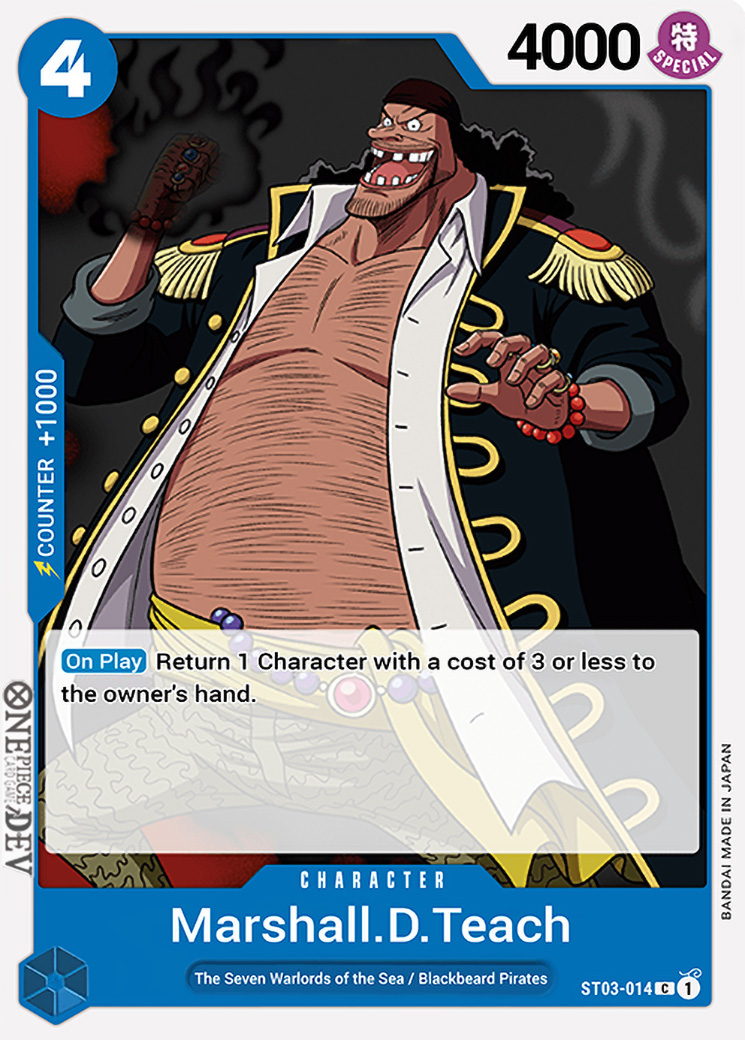 4
4000
特
SPECIAL
COUNTER +1000
On Play Return 1 Character with a cost of 3 or less to
the owner's hand.
ONE PIECE
CARD GAME
DEV
BANDAI MADE IN JAPAN
CHARACTER
Marshall.D.Teach
The Seven Warlords of the Sea / Blackbeard Pirates
ST03-014 C 1